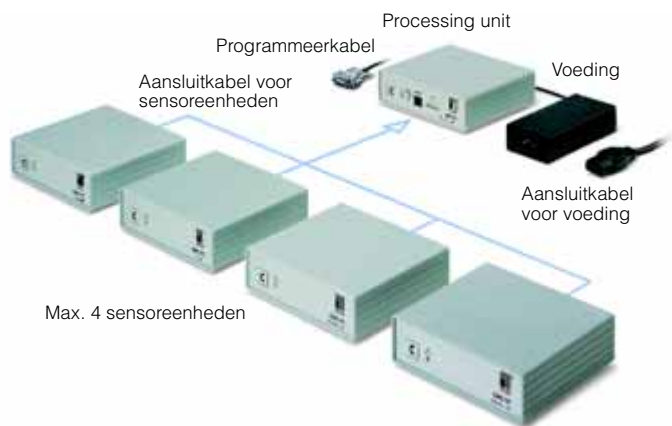 Processing unit
Programmeerkabel
Voeding
Aansluitkabel voor
sensoreenheden
Aansluitkabel
voor voeding
Max. 4 sensoreenheden